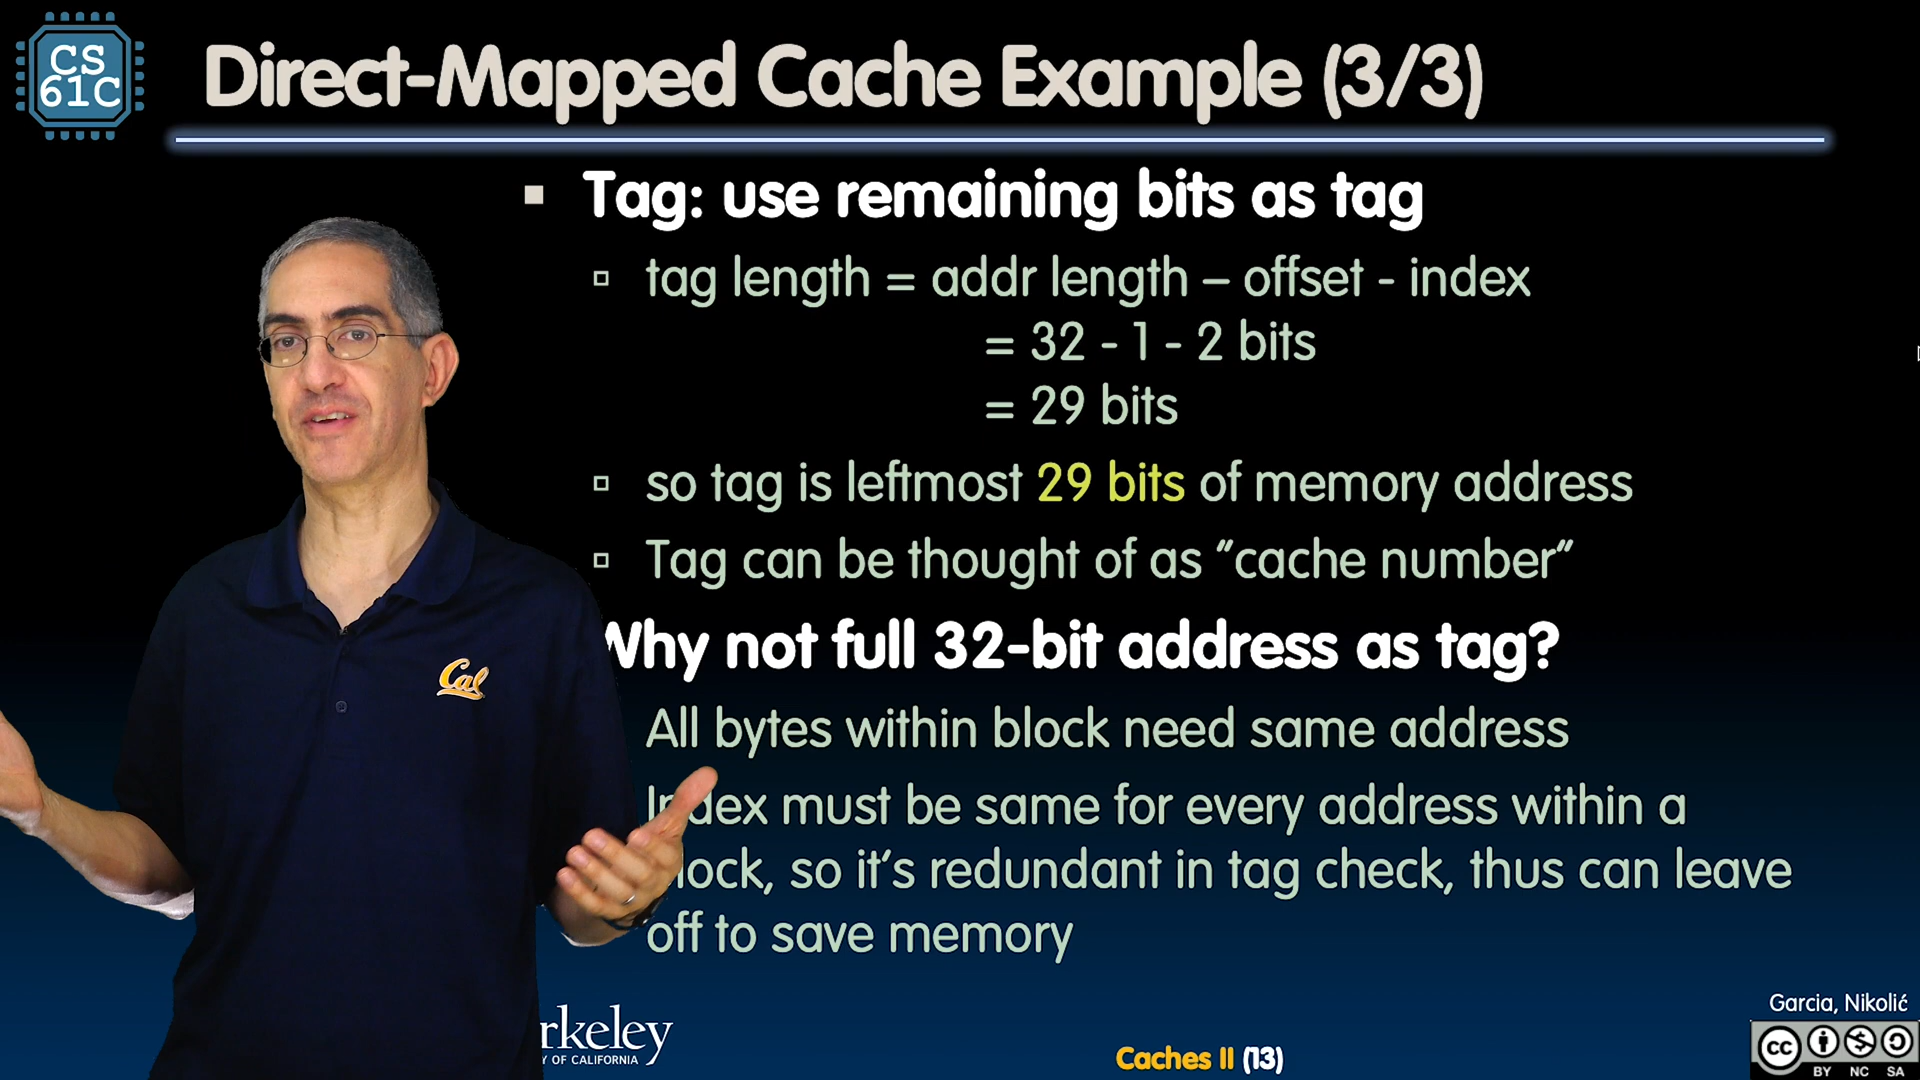 CS
61C
Direct-Mapped Cache Example (3/3)
Tag: use remaining bits as tag
tag length = addr length – offset - index
= 32 - 1 - 2 bits
= 29 bits
so tag is leftmost 29 bits of memory address
Tag can be thought of as "cache number"
Why not full 32-bit address as tag?
All bytes within block need same address
Index must be same for every address within a
block, so it's redundant in tag check, thus can leave
off to save memory
Cal
rkeley
OF CALIFORNIA
Caches II (13)
Garcia, Nikolić
cc
BY NC SA